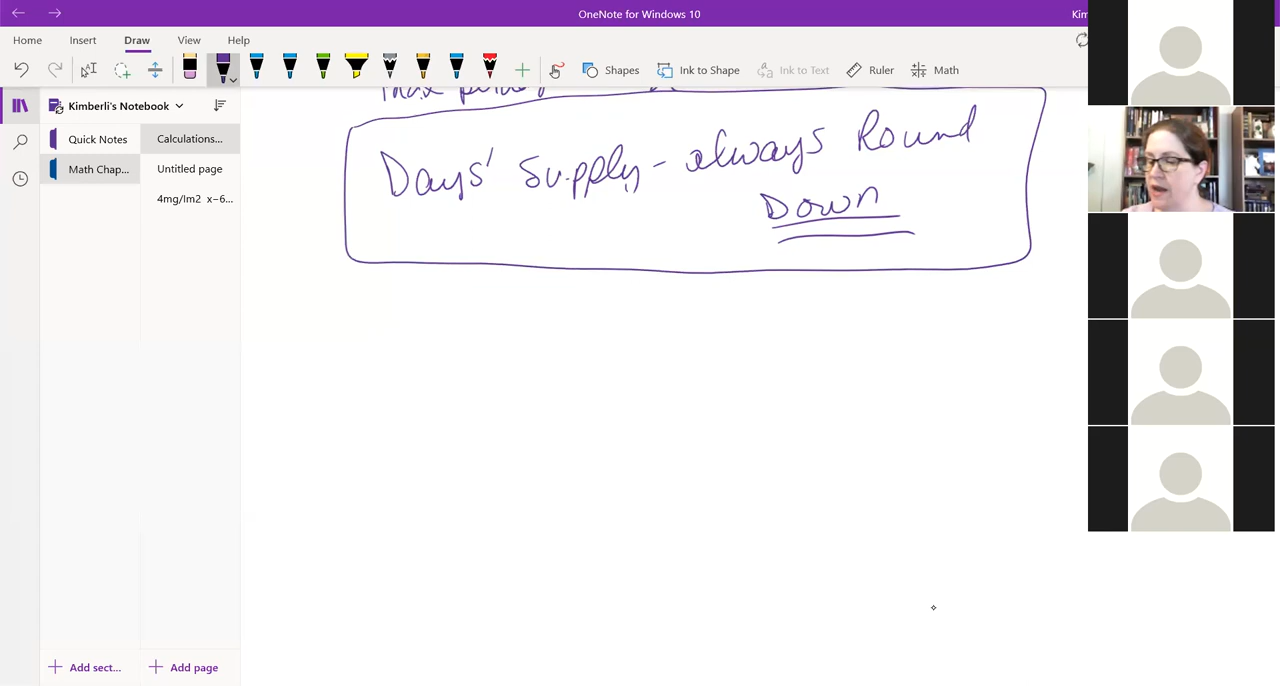 OneNote for Windows 10
Kim
Home Insert Draw View Help
Shapes Ink to Shape Ink to Text Ruler Math
Kimberli's Notebook
Quick Notes
Math Chap...
Calculations...
Untitled page
4mg/lm2 x-6...
Days' Supply - always Round
Down
Add sect...
Add page